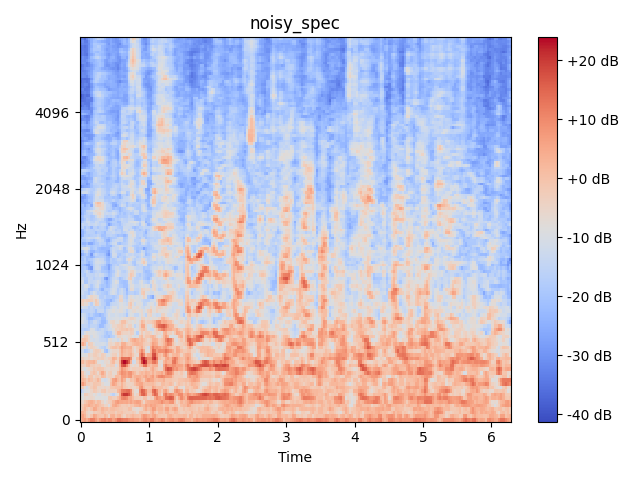 noisy_spec
4096
2048
1024
512
0
Hz
0 1 2 3 4 5 6
Time
+20 dB
+10 dB
+0 dB
-10 dB
-20 dB
-30 dB
-40 dB